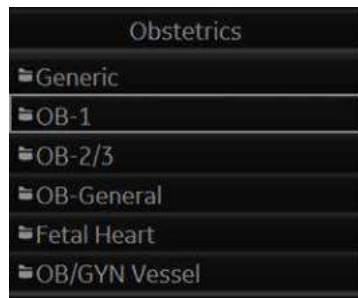 Obstetrics
Generic
OB-1
OB-2/3
OB-General
Fetal Heart
OB/GYN Vessel